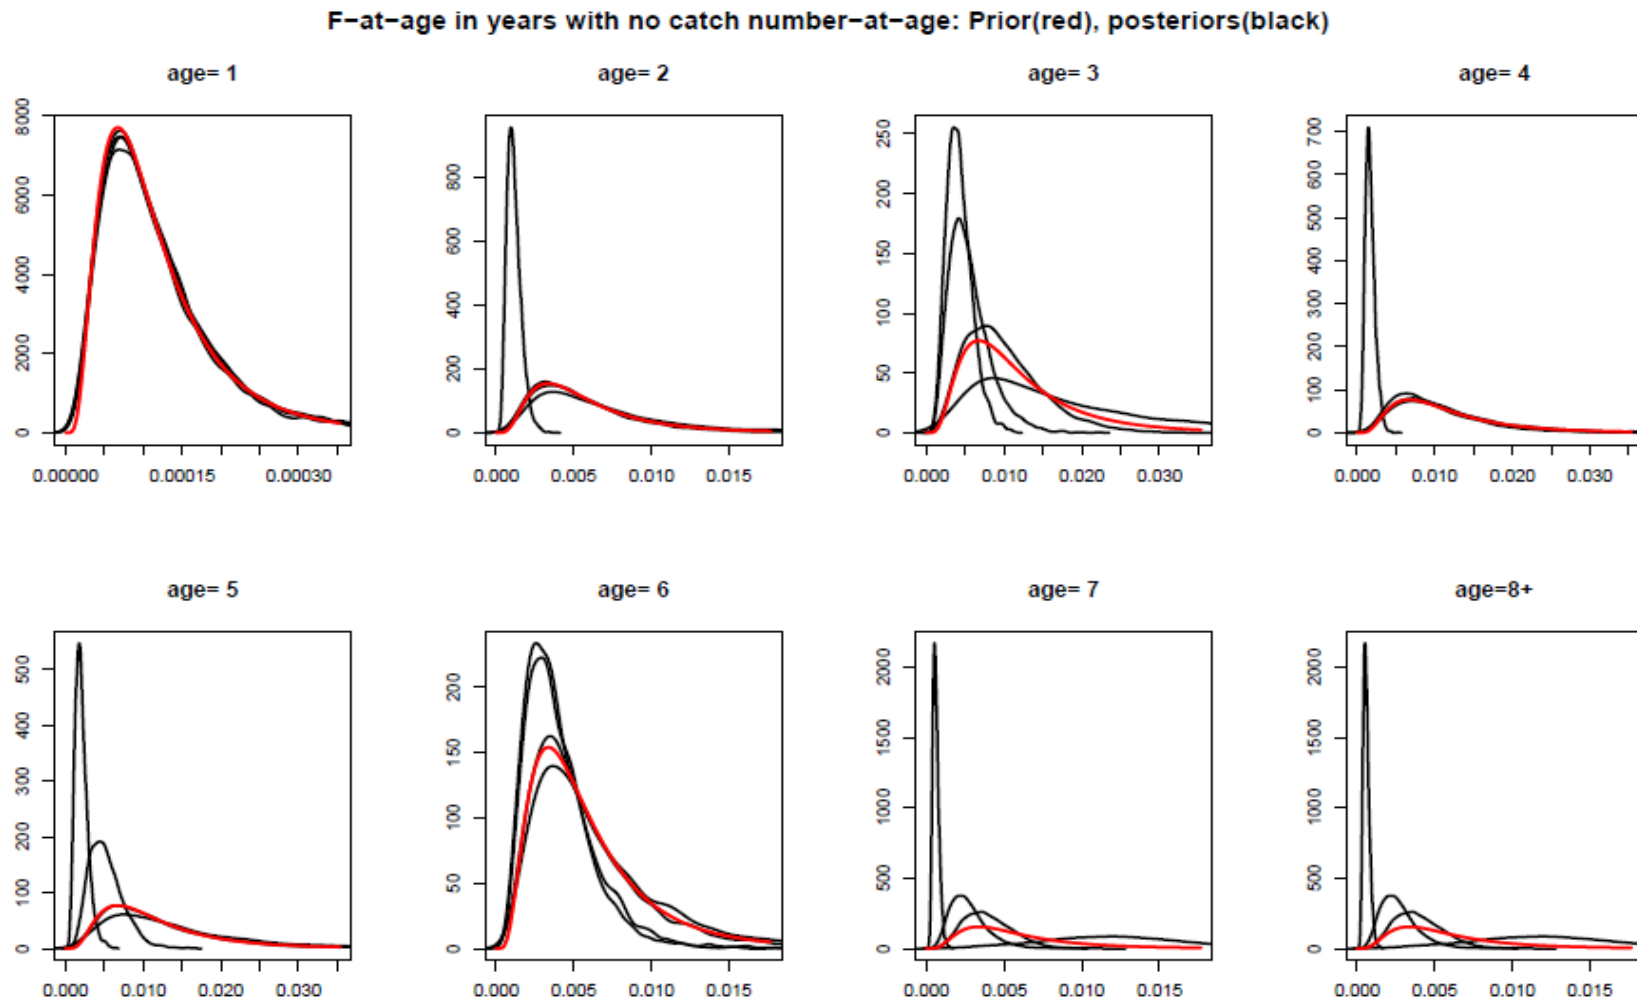 F−at−age in years with no catch number−at−age: Prior(red), posteriors(black)
age= 1
age= 2
age= 3
age= 4
0 2000 4000 6000 8000
0.00000 0.00015 0.00030
0 200 400 600 800
0.000 0.005 0.010 0.015
0 50 100 150 200 250
0.000 0.010 0.020 0.030
0 100 200 300 400 500 600 700
0.000 0.010 0.020 0.030
age= 5
age= 6
age= 7
age=8+
0 100 200 300 400 500
0.000 0.010 0.020 0.030
0 50 100 150 200
0.000 0.005 0.010 0.015
0 500 1000 1500 2000
0.000 0.005 0.010 0.015
0 500 1000 1500 2000
0.000 0.005 0.010 0.015